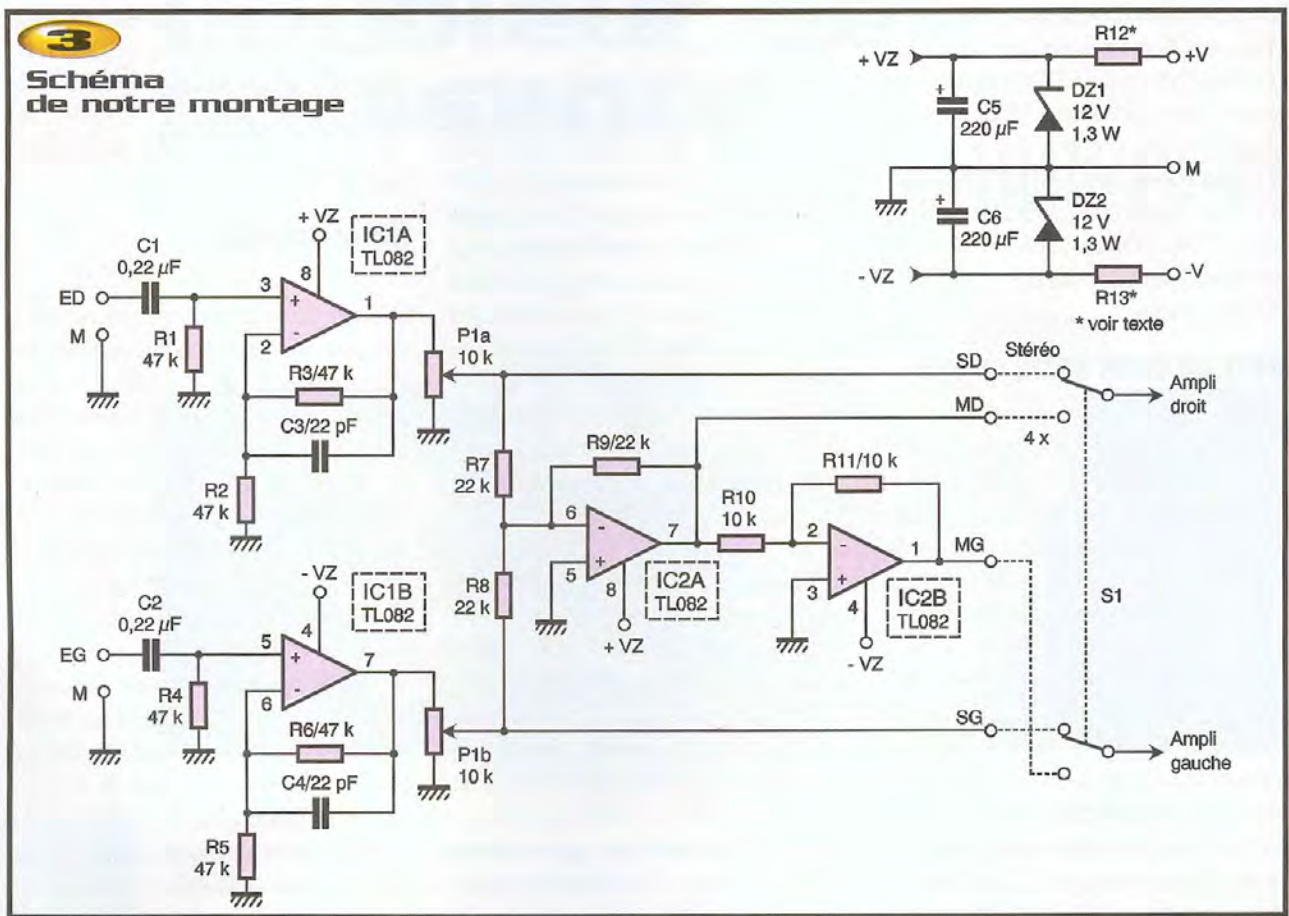 3
Schéma
de notre montage
R12*
+ VZ
+V
+
C5
220 µF
DZ1
12 V
1,3 W
M
+
C6
220 µF
DZ2
12 V
1,3 W
- VZ
-V
R13*
* voir texte
+ VZ
IC1A
TL082
C1
0,22 µF
8
ED
3
+
1
M
-
2
R1
47 k
P1a
10 k
R3/47 k
C3/22 pF
R2
47 k
SD
Stéréo
Ampli
droit
MD
4 x
R7
22 k
R9/22 k
R11/10 k
R10
10 k
6
-
7
+
5
8
IC2A
TL082
+ VZ
2
-
1
+
3
4
IC2B
TL082
- VZ
MG
S1
R8
22 k
- VZ
IC1B
TL082
C2
0,22 µF
4
EG
5
+
7
M
-
6
R4
47 k
P1b
10 k
R6/47 k
C4/22 pF
R5
47 k
SG
Ampli
gauche